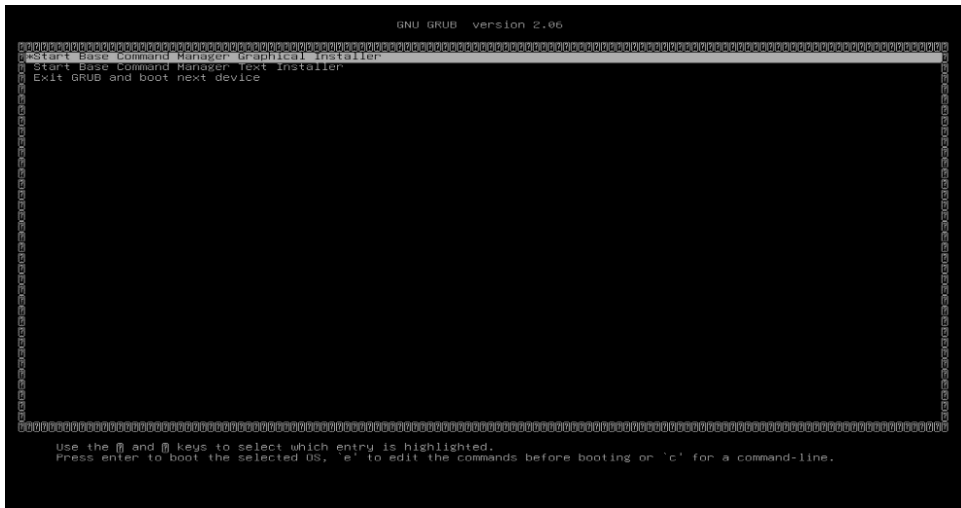 GNU GRUB version 2.06
*Start Base Command Manager Graphical Installer
Start Base Command Manager Text Installer
Exit GRUB and boot next device
Use the and keys to select which entry is highlighted.
Press enter to boot the selected OS, `e' to edit the commands before booting or `c' for a command-line.